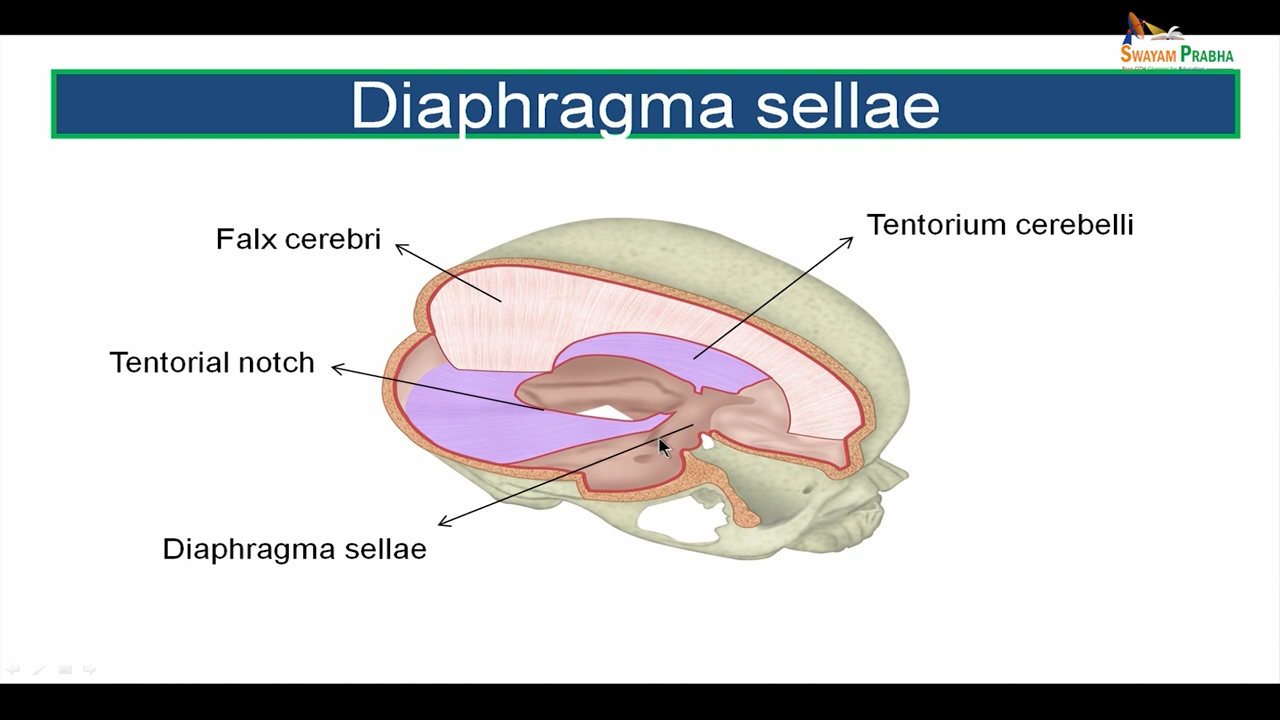 SWAYAM PRABHA
Diaphragma sellae
Falx cerebri
Tentorium cerebelli
Tentorial notch
Diaphragma sellae